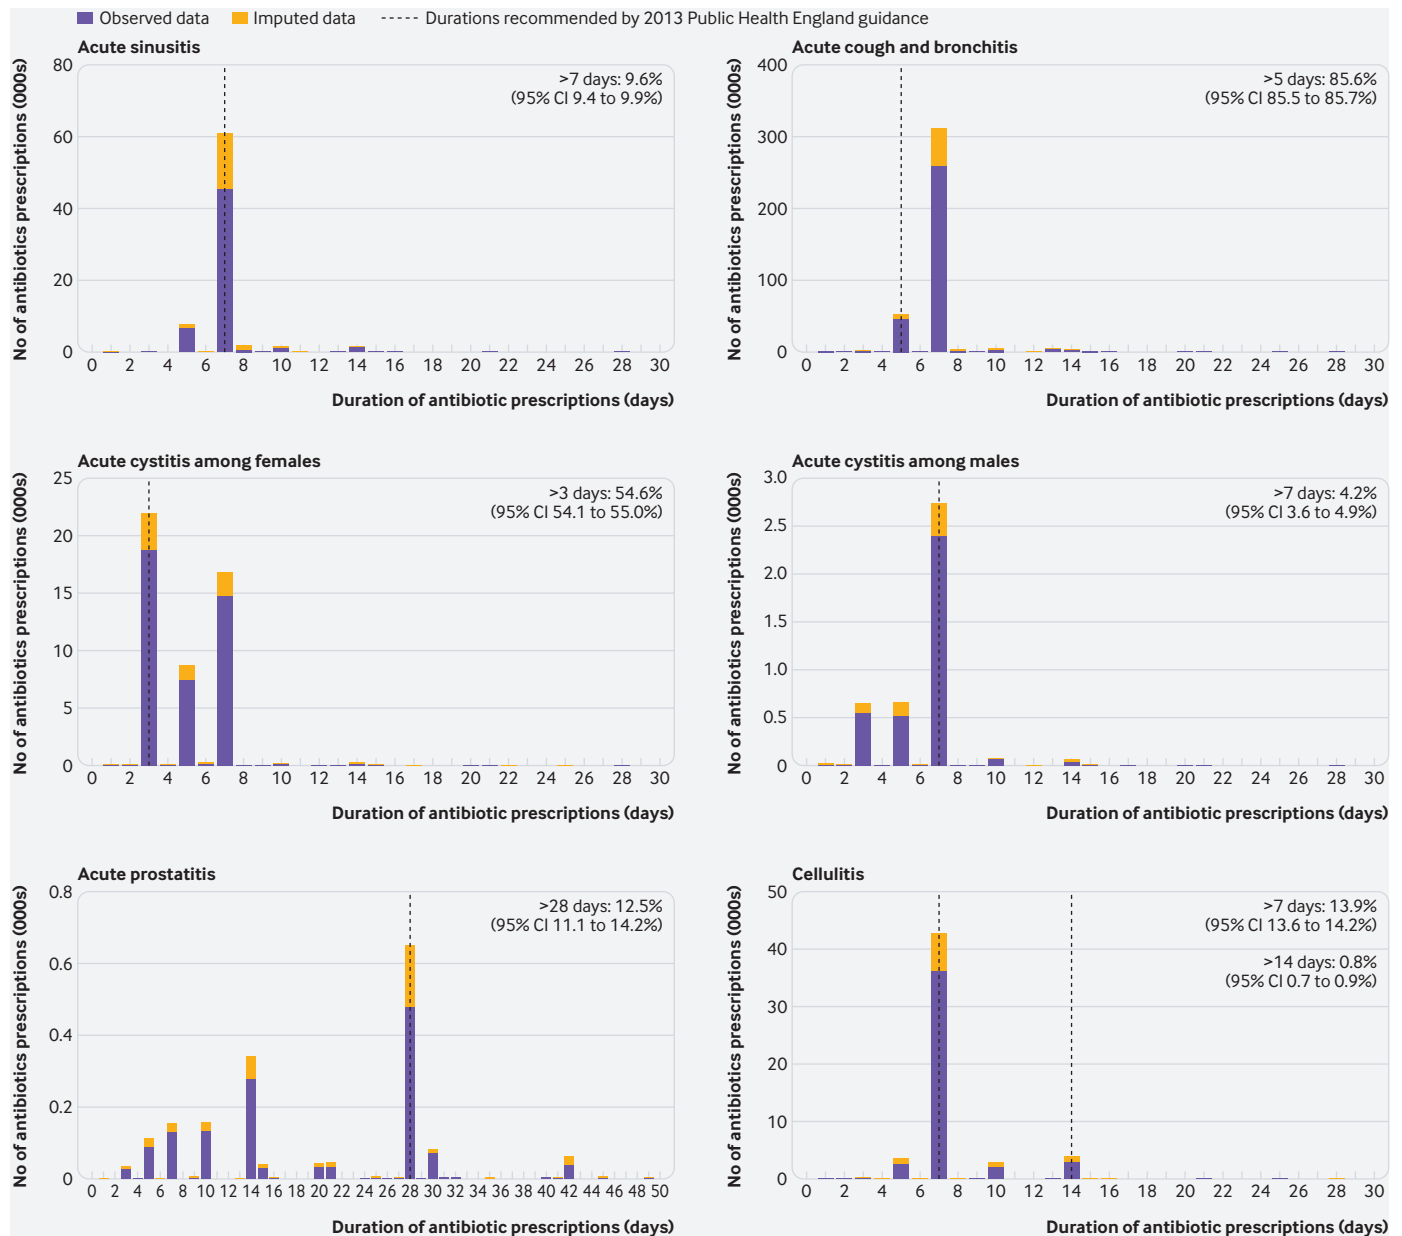 Observed data Imputed data Durations recommended by 2013 Public Health England guidance
Acute sinusitis
No of antibiotics prescriptions (000s)
80
60
40
20
0
>7 days: 9.6%
(95% CI 9.4 to 9.9%)
0 2 4 6 8 10 12 14 16 18 20 22 24 26 28 30
Duration of antibiotic prescriptions (days)
Acute cough and bronchitis
No of antibiotics prescriptions (000s)
400
300
200
100
0
>5 days: 85.6%
(95% CI 85.5 to 85.7%)
0 2 4 6 8 10 12 14 16 18 20 22 24 26 28 30
Duration of antibiotic prescriptions (days)
Acute cystitis among females
No of antibiotics prescriptions (000s)
25
20
15
10
5
0
>3 days: 54.6%
(95% CI 54.1 to 55.0%)
0 2 4 6 8 10 12 14 16 18 20 22 24 26 28 30
Duration of antibiotic prescriptions (days)
Acute cystitis among males
No of antibiotics prescriptions (000s)
3.0
2.5
2.0
1.5
1.0
0.5
0
>7 days: 4.2%
(95% CI 3.6 to 4.9%)
0 2 4 6 8 10 12 14 16 18 20 22 24 26 28 30
Duration of antibiotic prescriptions (days)
Acute prostatitis
No of antibiotics prescriptions (000s)
0.8
0.6
0.4
0.2
0
>28 days: 12.5%
(95% CI 11.1 to 14.2%)
0 2 4 6 8 10 12 14 16 18 20 22 24 26 28 30 32 34 36 38 40 42 44 46 48 50
Duration of antibiotic prescriptions (days)
Cellulitis
No of antibiotics prescriptions (000s)
50
40
30
20
10
0
>7 days: 13.9%
(95% CI 13.6 to 14.2%)
>14 days: 0.8%
(95% CI 0.7 to 0.9%)
0 2 4 6 8 10 12 14 16 18 20 22 24 26 28 30
Duration of antibiotic prescriptions (days)